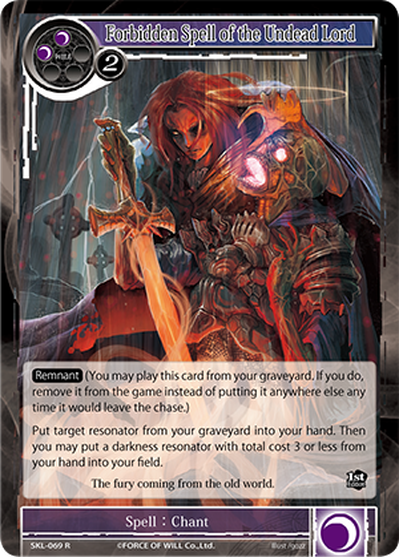 Forbidden Spell of the Undead Lord
WILL
2
Remnant (You may play this card from your graveyard. If you do,
remove it from the game instead of putting it anywhere else any
time it would leave the chase.)
Put target resonator from your graveyard into your hand. Then
you may put a darkness resonator with total cost 3 or less from
your hand into your field.
The fury coming from the old world.
1st
Edition
Spell : Chant
SKL-069 R ©FORCE OF WILL Co.,Ltd. Illust /